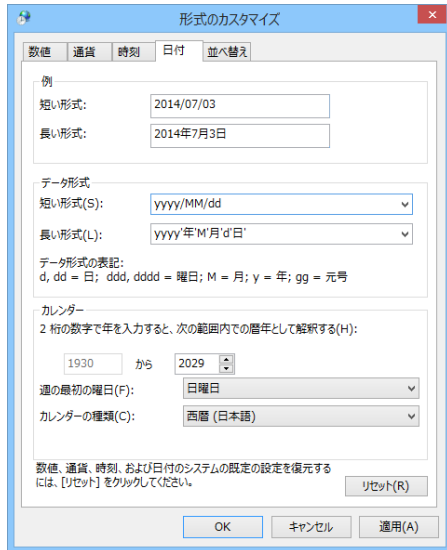 形式のカスタマイズ
数値 通貨 時刻 日付 並べ替え
例
短い形式: 2014/07/03
長い形式: 2014年7月3日
データ形式
短い形式(S): yyyy/MM/dd
長い形式(L): yyyy'年'M'月'd'日'
データ形式の表記:
d, dd = 日; ddd, dddd = 曜日; M = 月; y = 年; gg = 元号
カレンダー
2 桁の数字で年を入力すると、次の範囲内での暦年として解釈する(H):
1930 から 2029
週の最初の曜日(F): 日曜日
カレンダーの種類(C): 西暦 (日本語)
数値、通貨、時刻、および日付のシステムの既定の設定を復元する
には、[リセット] をクリックしてください。
リセット(R)
OK キャンセル 適用(A)